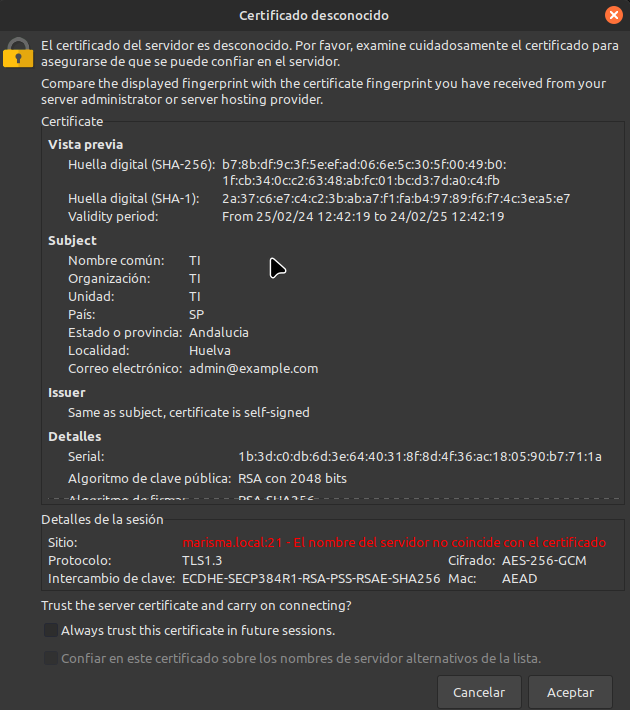 Certificado desconocido
El certificado del servidor es desconocido. Por favor, examine cuidadosamente el certificado para
asegurarse de que se puede confiar en el servidor.
Compare the displayed fingerprint with the certificate fingerprint you have received from your
server administrator or server hosting provider.
Certificate
Vista previa
Huella digital (SHA-256): b7:8b:df:9c:3f:5e:ef:ad:06:6e:5c:30:5f:00:49:b0:
1f:cb:34:0c:c2:63:48:ab:fc:01:bc:d3:7d:a0:c4:fb
Huella digital (SHA-1): 2a:37:c6:e7:c4:c2:3b:ab:a7:f1:fa:b4:97:89:f6:f7:4c:3e:a5:e7
Validity period: From 25/02/24 12:42:19 to 24/02/25 12:42:19
Subject
Nombre común: TI
Organización: TI
Unidad: TI
País: SP
Estado o provincia: Andalucia
Localidad: Huelva
Correo electrónico: admin@example.com
Issuer
Same as subject, certificate is self-signed
Detalles
Serial: 1b:3d:c0:db:6d:3e:64:40:31:8f:8d:4f:36:ac:18:05:90:b7:71:1a
Algoritmo de clave pública: RSA con 2048 bits
Algoritmo de firma: RSA-SHA256
Detalles de la sesión
Sitio: marisma.local:21 - El nombre del servidor no coincide con el certificado
Protocolo: TLS1.3 Cifrado: AES-256-GCM
Intercambio de clave: ECDHE-SECP384R1-RSA-PSS-RSAE-SHA256 Mac: AEAD
Trust the server certificate and carry on connecting?
Always trust this certificate in future sessions.
Confiar en este certificado sobre los nombres de servidor alternativos de la lista.
Cancelar Aceptar